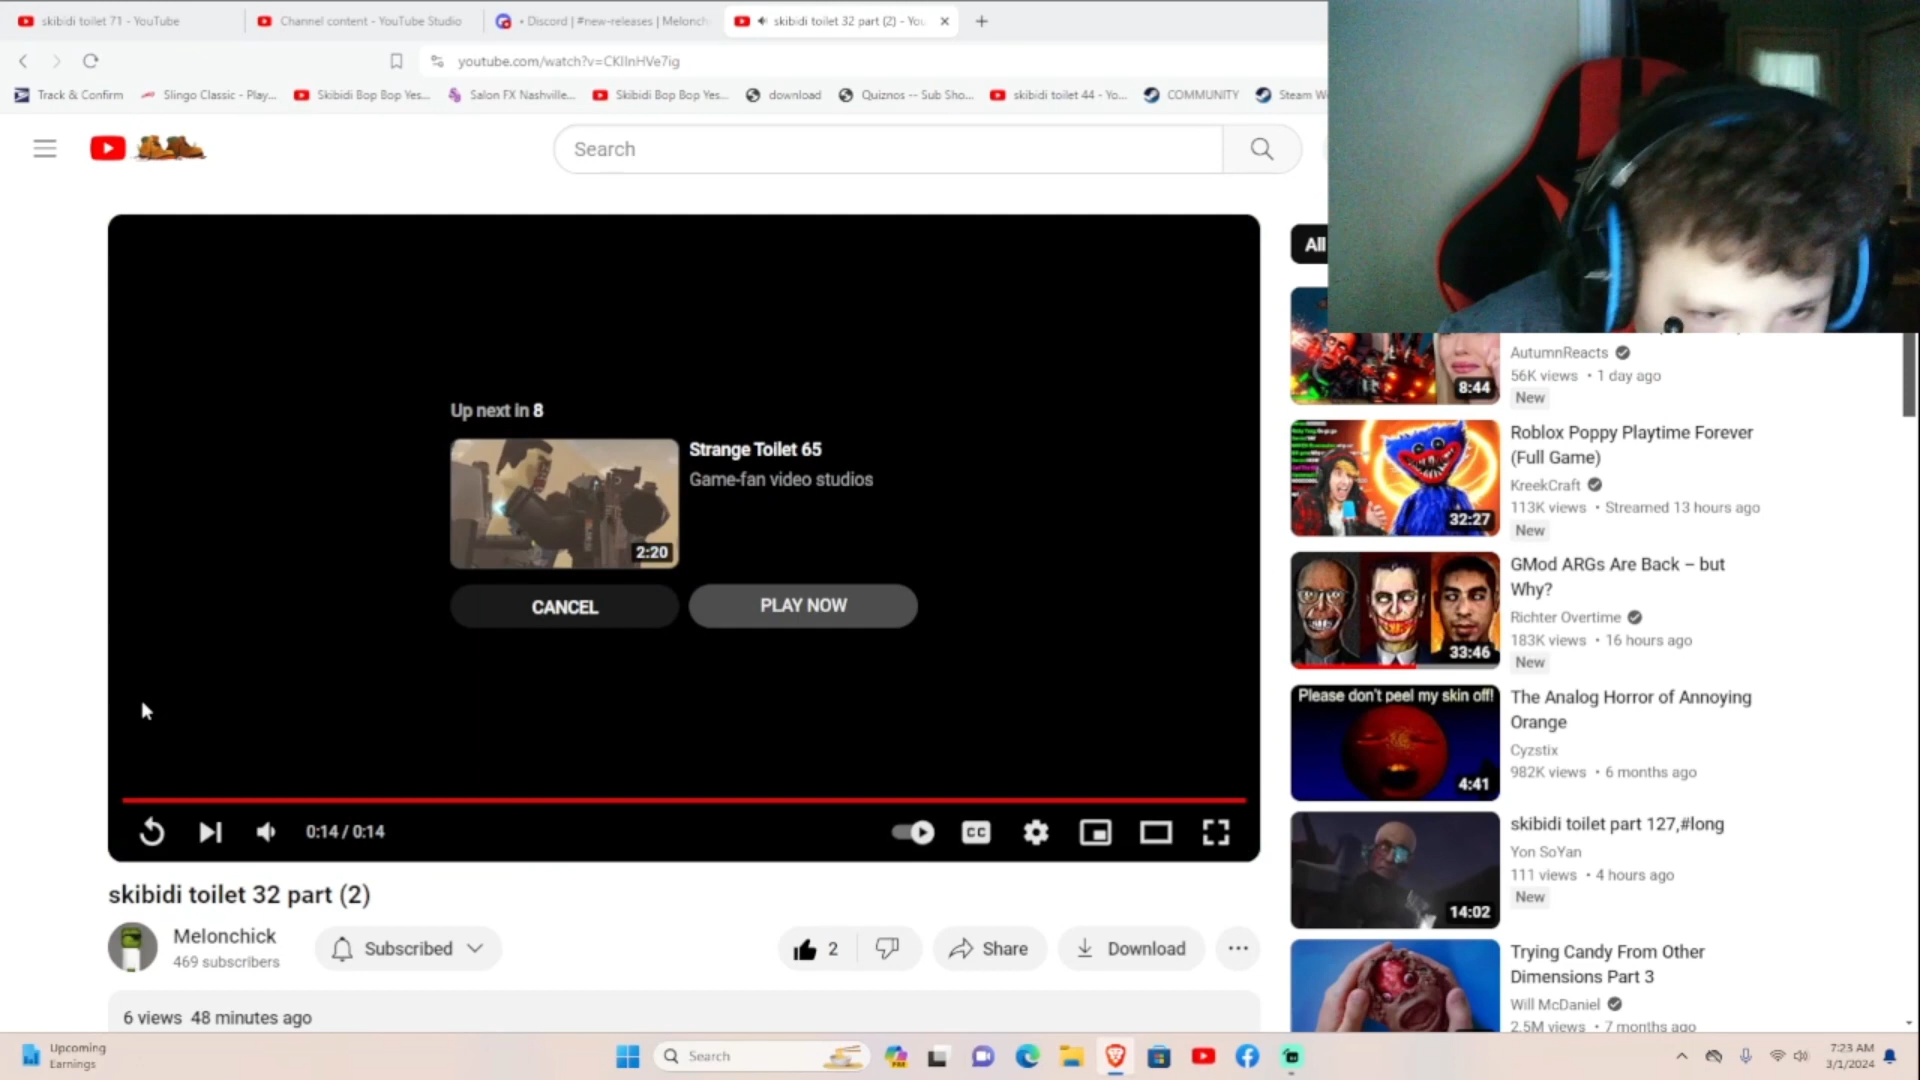 skibidi toilet 71 - YouTube
Channel content - YouTube Studio
• Discord | #new-releases | Melonch
skibidi toilet 32 part (2) - You
youtube.com/watch?v=CKIlnHVe7ig
Track & Confirm
Slingo Classic - Play...
Skibidi Bop Bop Yes...
Salon FX Nashville...
Skibidi Bop Bop Yes...
download
Quiznos -- Sub Sho...
skibidi toilet 44 - Yo...
COMMUNITY
Steam W
Search
All
Up next in 8
Strange Toilet 65
Game-fan video studios
2:20
CANCEL
PLAY NOW
0:14 / 0:14
CC
skibidi toilet 32 part (2)
Melonchick
469 subscribers
Subscribed
2
Share
Download
6 views 48 minutes ago
AutumnReacts
56K views • 1 day ago
New
8:44
Roblox Poppy Playtime Forever
(Full Game)
KreekCraft
113K views • Streamed 13 hours ago
New
32:27
GMod ARGs Are Back – but
Why?
Richter Overtime
183K views • 16 hours ago
New
33:46
Please don't peel my skin off!
The Analog Horror of Annoying
Orange
Cyzstix
982K views • 6 months ago
4:41
skibidi toilet part 127,#long
Yon SoYan
111 views • 4 hours ago
New
14:02
Trying Candy From Other
Dimensions Part 3
Will McDaniel
2.5M views • 7 months ago
Upcoming
Earnings
Search
7:23 AM
3/1/2024